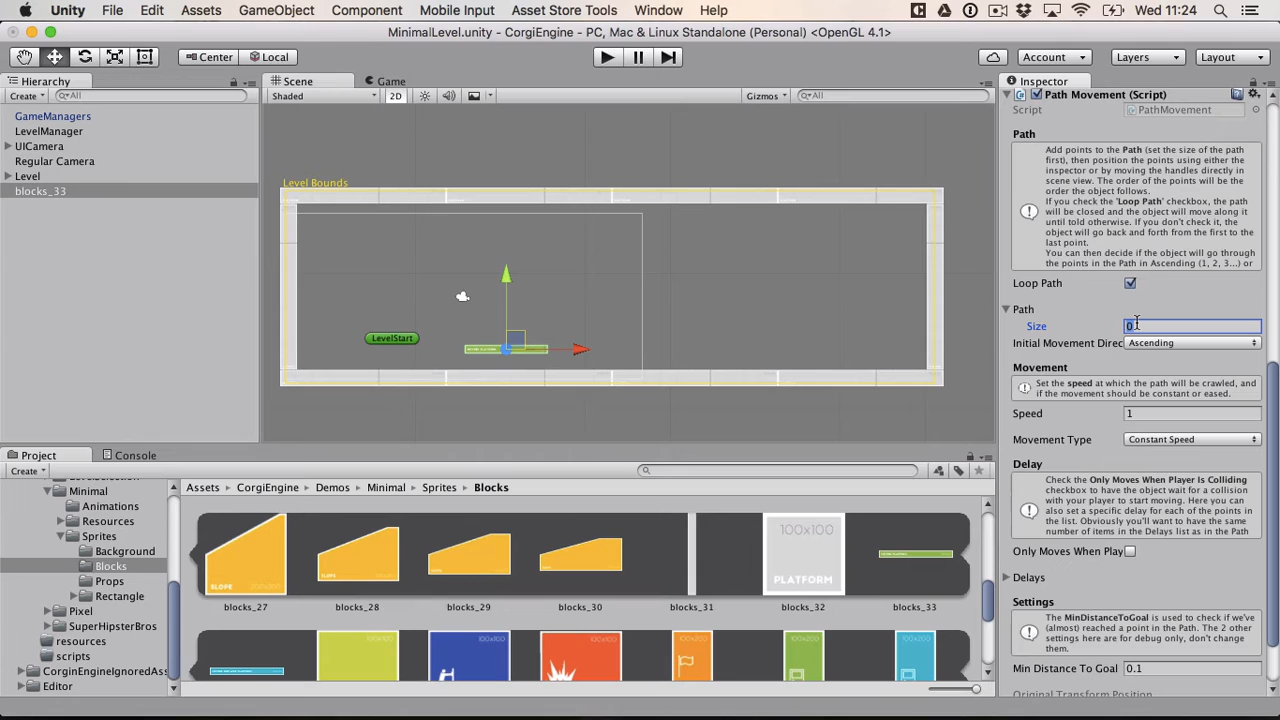 Unity File Edit Assets GameObject Component Mobile Input Asset Store Tools Window Help Wed 11:24
MinimalLevel.unity - CorgiEngine - PC, Mac & Linux Standalone (Personal) <OpenGL 4.1>
Center Local Account Layers Layout
Hierarchy
Create All
GameManagers
LevelManager
UICamera
Regular Camera
Level
blocks_33
Scene Game
Shaded 2D Gizmos All
Level Bounds
LevelStart
Inspector
Path Movement (Script)
Script PathMovement
Path
Add points to the Path (set the size of the path
first), then position the points using either the
inspector or by moving the handles directly in
scene view. The order of the points will be the
order the object follows.
If you check the 'Loop Path' checkbox, the path
will be closed and the object will move along it
until told otherwise. If you don't check it, the
object will go back and forth from the first to the
last point.
You can then decide if the object will go through
the points in the Path in Ascending (1, 2, 3...) or
Loop Path
Path
Size 0
Initial Movement Direc Ascending
Movement
Set the speed at which the path will be crawled, and
if the movement should be constant or eased.
Speed 1
Movement Type Constant Speed
Delay
Check the Only Moves When Player Is Colliding
checkbox to have the object wait for a collision
with your player to start moving. Here you can
also set a specific delay for each of the points in
the list. Obviously you'll want to have the same
number of items in the Delays list as in the Path
Only Moves When Play
Delays
Settings
The MinDistanceToGoal is used to check if we've
(almost) reached a point in the Path. The 2 other
settings here are for debug only, don't change
them.
Min Distance To Goal 0.1
Original Transform Position
Project Console
Create
Minimal
Animations
Resources
Sprites
Background
Blocks
Props
Rectangle
Pixel
SuperHipsterBros
resources
scripts
CorginEngineIgnoredAss
Editor
Assets CorgiEngine Demos Minimal Sprites Blocks
SLOPE
100x100
PLATFORM
blocks_27 blocks_28 blocks_29 blocks_30 blocks_31 blocks_32 blocks_33